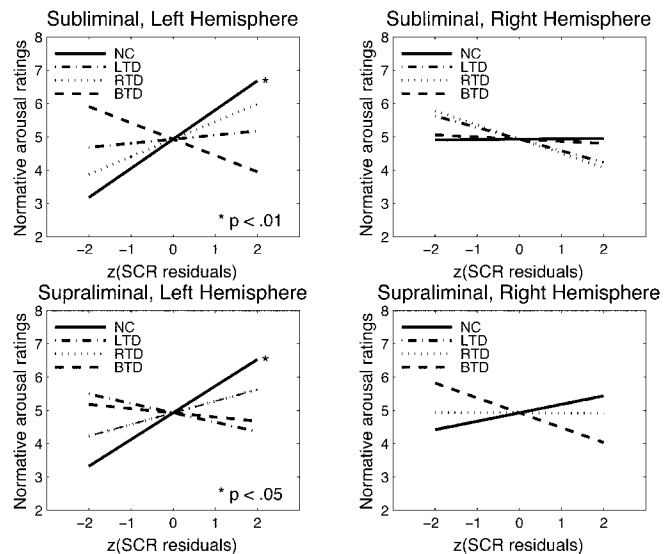 Subliminal, Left Hemisphere
Normative arousal ratings
8
7
6
5
4
3
2
NC
LTD
RTD
BTD
*
* p < .01
-2 -1 0 1 2
z(SCR residuals)
Subliminal, Right Hemisphere
Normative arousal ratings
8
7
6
5
4
3
2
NC
LTD
RTD
BTD
-2 -1 0 1 2
z(SCR residuals)
Supraliminal, Left Hemisphere
Normative arousal ratings
8
7
6
5
4
3
2
NC
LTD
RTD
BTD
*
* p < .05
-2 -1 0 1 2
z(SCR residuals)
Supraliminal, Right Hemisphere
Normative arousal ratings
8
7
6
5
4
3
2
NC
LTD
RTD
BTD
-2 -1 0 1 2
z(SCR residuals)